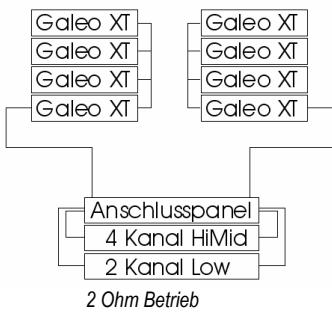 Galeo XT Galeo XT
Galeo XT Galeo XT
Galeo XT Galeo XT
Galeo XT Galeo XT
Anschlusspanel
4 Kanal HiMid
2 Kanal Low
2 Ohm Betrieb